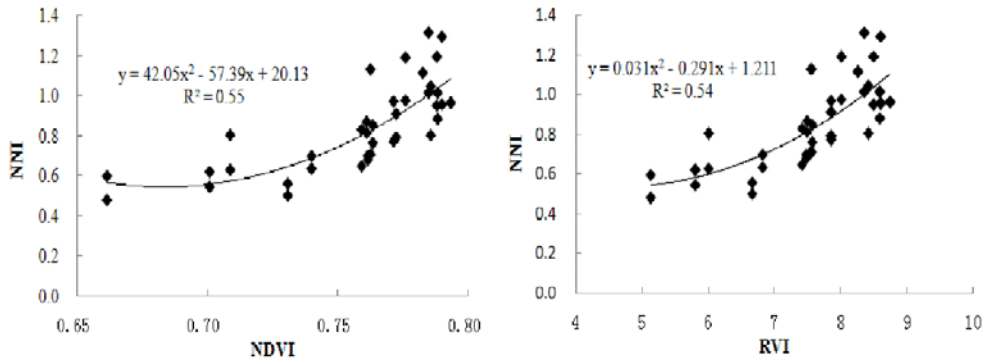 1.4
1.2
1.0
0.8
0.6
0.4
0.2
0.0
NNI
y = 42.05x² - 57.39x + 20.13
R² = 0.55
0.65 0.70 0.75 0.80
NDVI
1.4
1.2
1.0
0.8
0.6
0.4
0.2
0.0
NNI
y = 0.031x² - 0.291x + 1.211
R² = 0.54
4 5 6 7 8 9 10
RVI